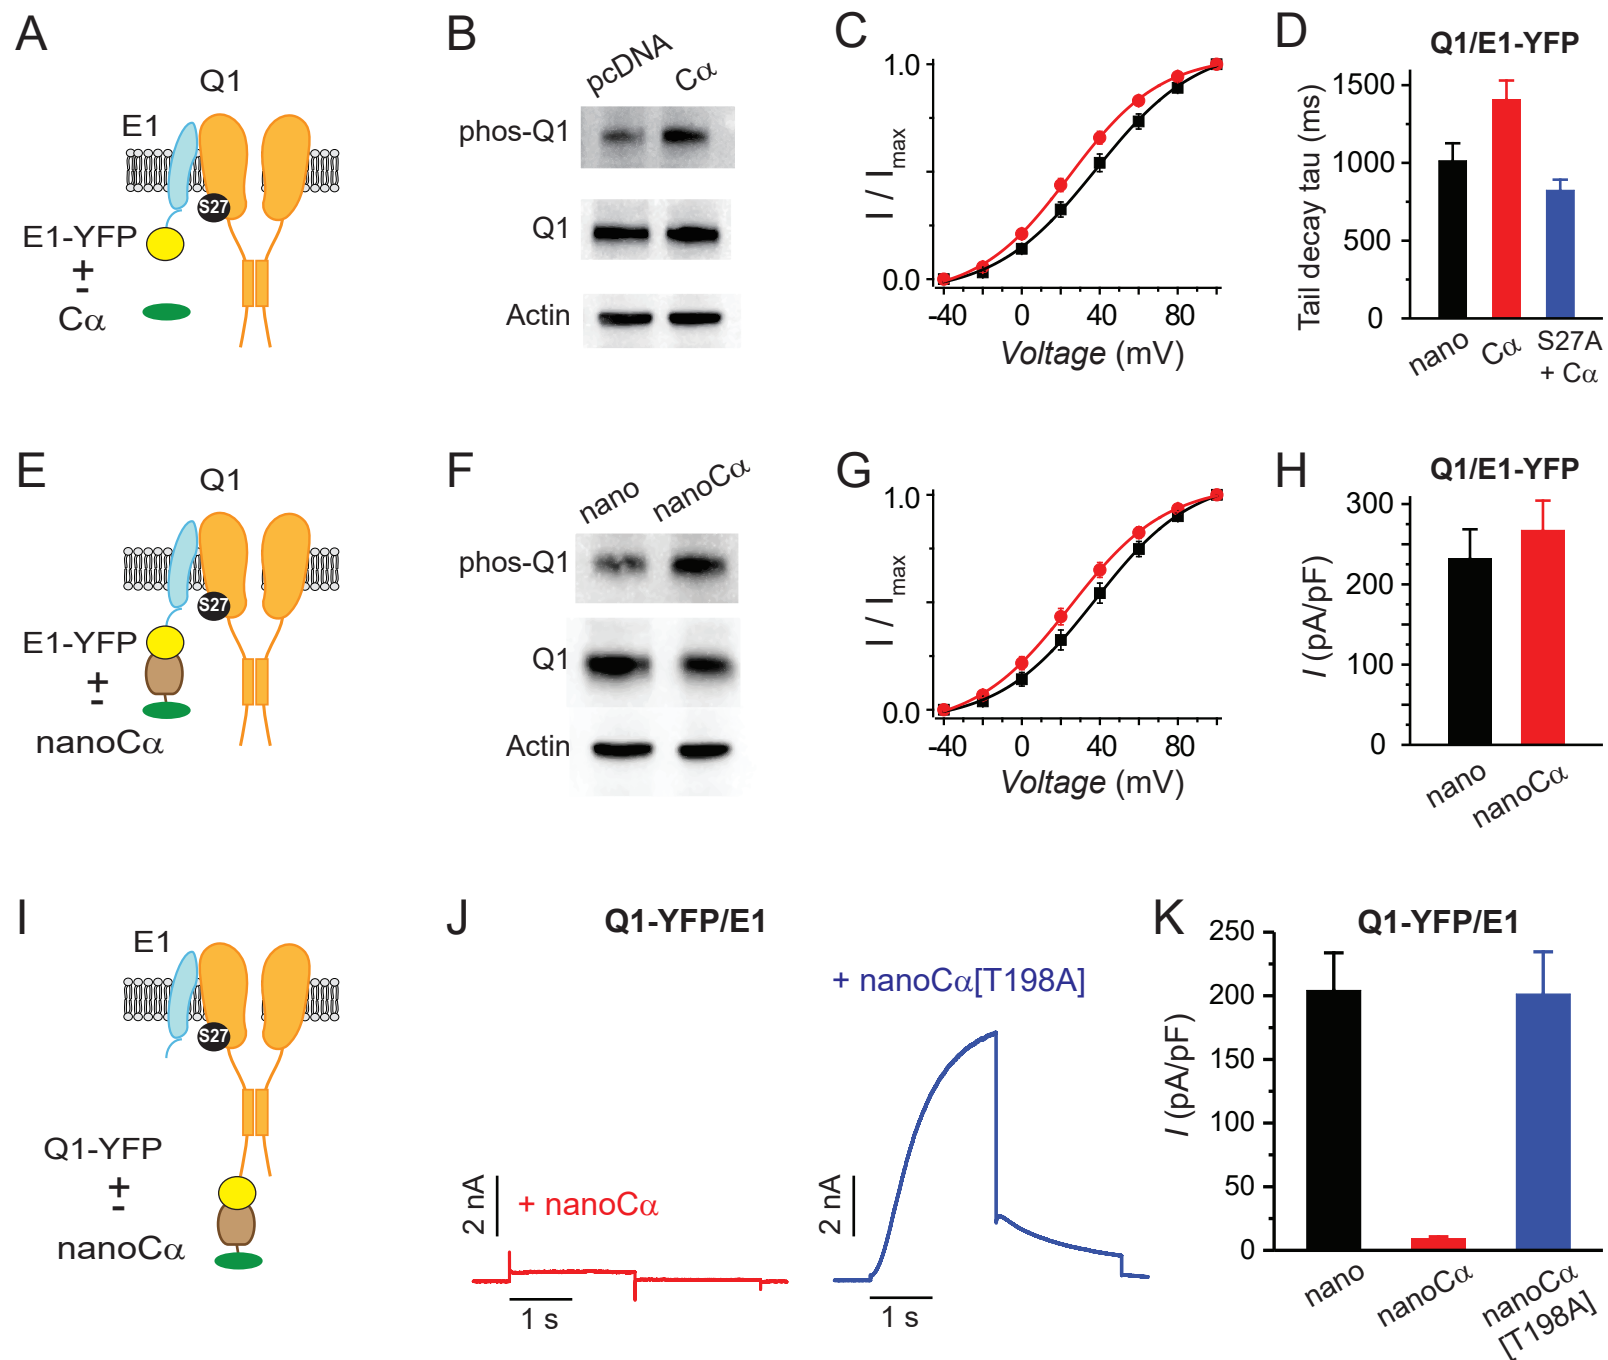 A
Q1
E1
S27
E1-YFP
+
-
Cα
B
pcDNA
Cα
phos-Q1
Q1
Actin
C
1.0
0.0
I / Imax
-40
0
40
80
Voltage (mV)
D
Q1/E1-YFP
1500
1000
500
0
Tail decay tau (ms)
nano
Cα
S27A
+ Cα
E
Q1
S27
E1-YFP
+
-
nanoCα
F
nano
nanoCα
phos-Q1
Q1
Actin
G
1.0
0.0
I / Imax
-40
0
40
80
Voltage (mV)
H
Q1/E1-YFP
300
200
100
0
I (pA/pF)
nano
nanoCα
I
E1
S27
Q1-YFP
+
-
nanoCα
J
Q1-YFP/E1
+ nanoCα[T198A]
2 nA
+ nanoCα
1 s
2 nA
1 s
K
Q1-YFP/E1
250
200
150
100
50
0
I (pA/pF)
nano
nanoCα
nanoCα
[T198A]